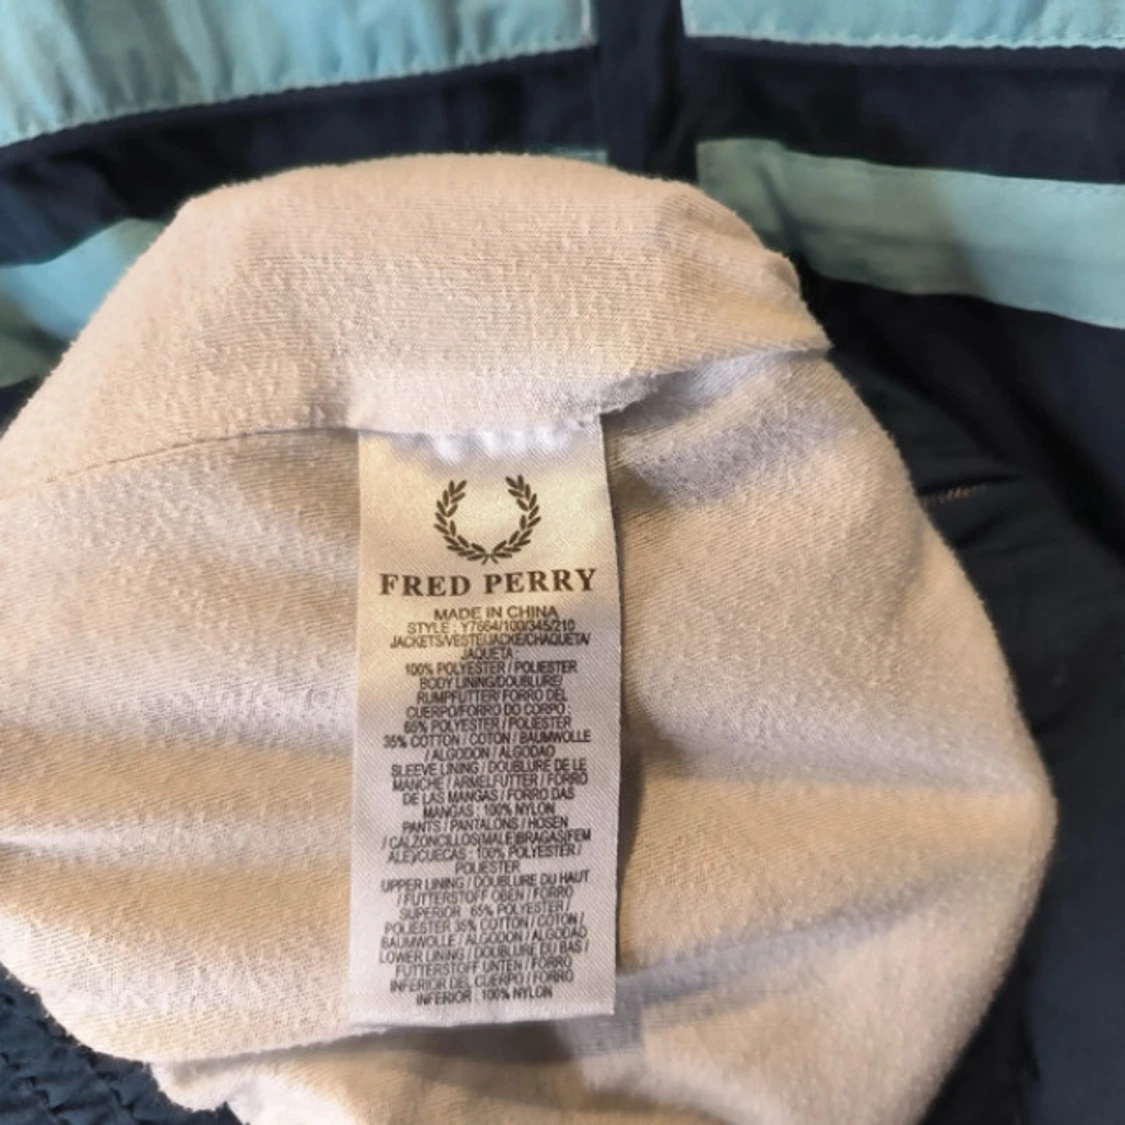 FRED PERRY
MADE IN CHINA
STYLE : Y7664/100/345/210
JACKETS/VESTE/JACKE/CHAQUETA/
JAQUETA :
100% POLYESTER / POLIESTER
BODY LINING/DOUBLURE/
RUMPFUTTER/ FORRO DEL
CUERPO/FORRO DO CORPO :
65% POLYESTER / POLIESTER
35% COTTON / COTON / BAUMWOLLE
/ ALGODON / ALGODAO
SLEEVE LINING / DOUBLURE DE LE
MANCHE / ARMELFUTTER / FORRO
DE LAS MANGAS / FORRO DAS
MANGAS : 100% NYLON
PANTS / PANTALONS / HOSEN
/ CALZONCILLOS(MALE)BRAGAS(FEM
ALE)/CUECAS : 100% POLYESTER /
POLIESTER
UPPER LINING / DOUBLURE DU HAUT
/ FUTTERSTOFF OBEN / FORRO
SUPERIOR : 65% POLYESTER /
POLIESTER 35% COTTON / COTON /
BAUMWOLLE / ALGODON / ALGODAO
LOWER LINING / DOUBLURE DU BAS /
FUTTERSTOFF UNTEN / FORRO
INFERIOR DEL CUERPO / FORRO
INFERIOR : 100% NYLON